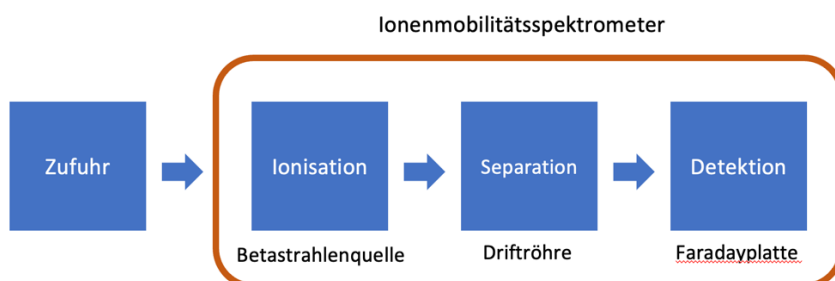 Ionenmobilitätsspektrometer
Zufuhr
Ionisation
Separation
Detektion
Betastrahlenquelle
Driftröhre
Faradayplatte